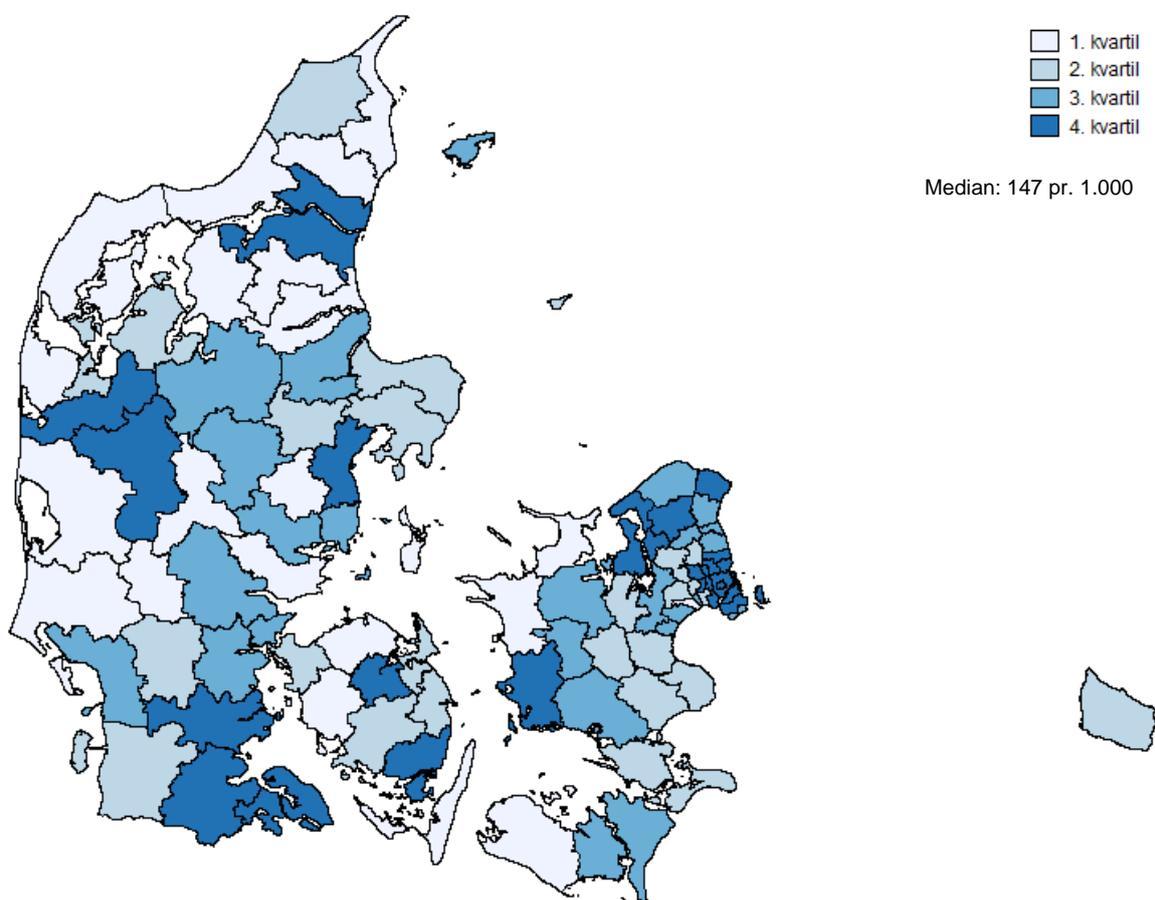 1. kvartil
2. kvartil
3. kvartil
4. kvartil
Median: 147 pr. 1.000